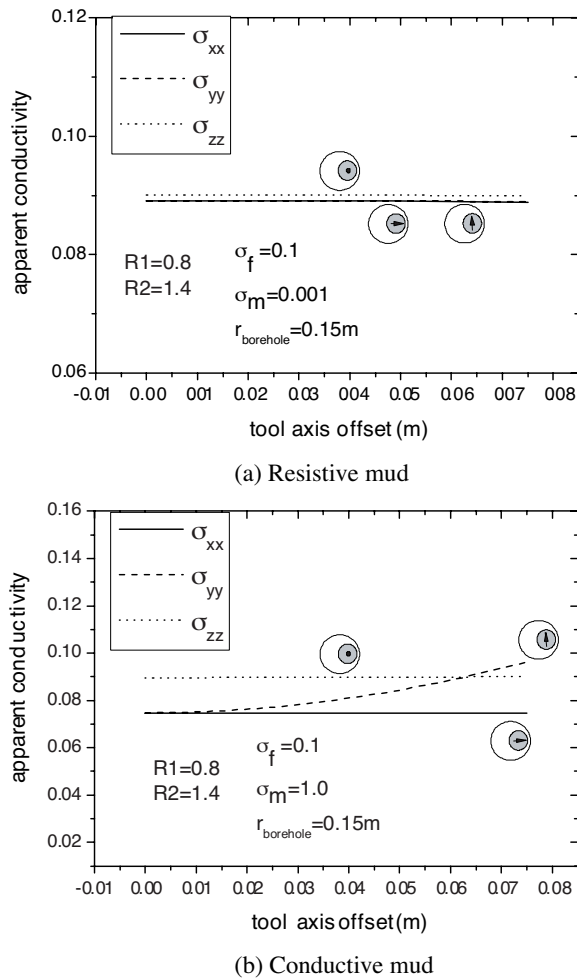 0.12
σxx
σyy
σzz
0.10
0.08
0.06
apparent conductivity
R1=0.8
R2=1.4
σf=0.1
σm=0.001
rborehole=0.15m
-0.01 0.00 001 0.02 0.03 0.04 005 0.06 007 0.08
tool axis offset (m)
(a) Resistive mud
0.16
σxx
σyy
σzz
0.14
0.12
0.10
0.08
0.06
0.04
0.02
apparent conductivity
R1=0.8
R2=1.4
σf=0.1
σm=1.0
rborehole=0.15m
-0.01 0.00 0.01 0.02 0.03 0.04 0.05 0.06 0.07 0.08
tool axis offset (m)
(b) Conductive mud